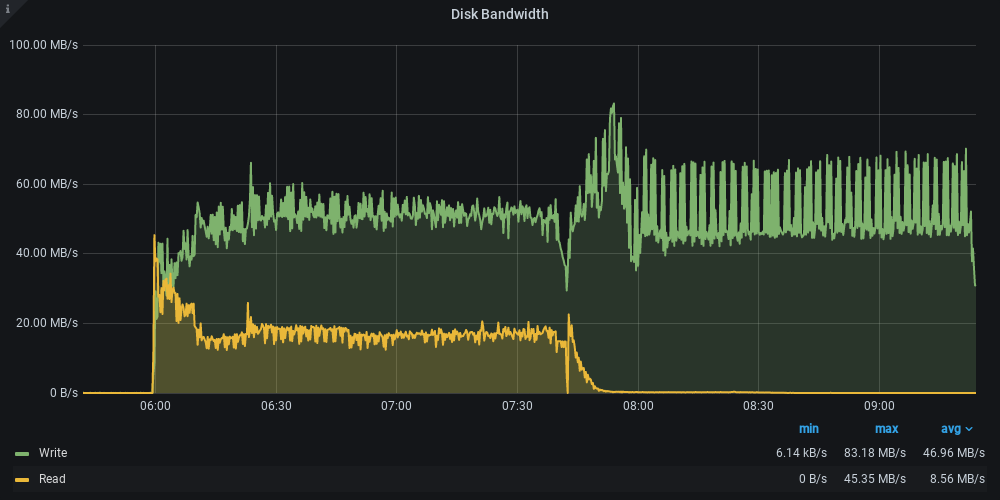 i
Disk Bandwidth
100.00 MB/s
80.00 MB/s
60.00 MB/s
40.00 MB/s
20.00 MB/s
0 B/s
06:00 06:30 07:00 07:30 08:00 08:30 09:00
min max avg
Write 6.14 kB/s 83.18 MB/s 46.96 MB/s
Read 0 B/s 45.35 MB/s 8.56 MB/s